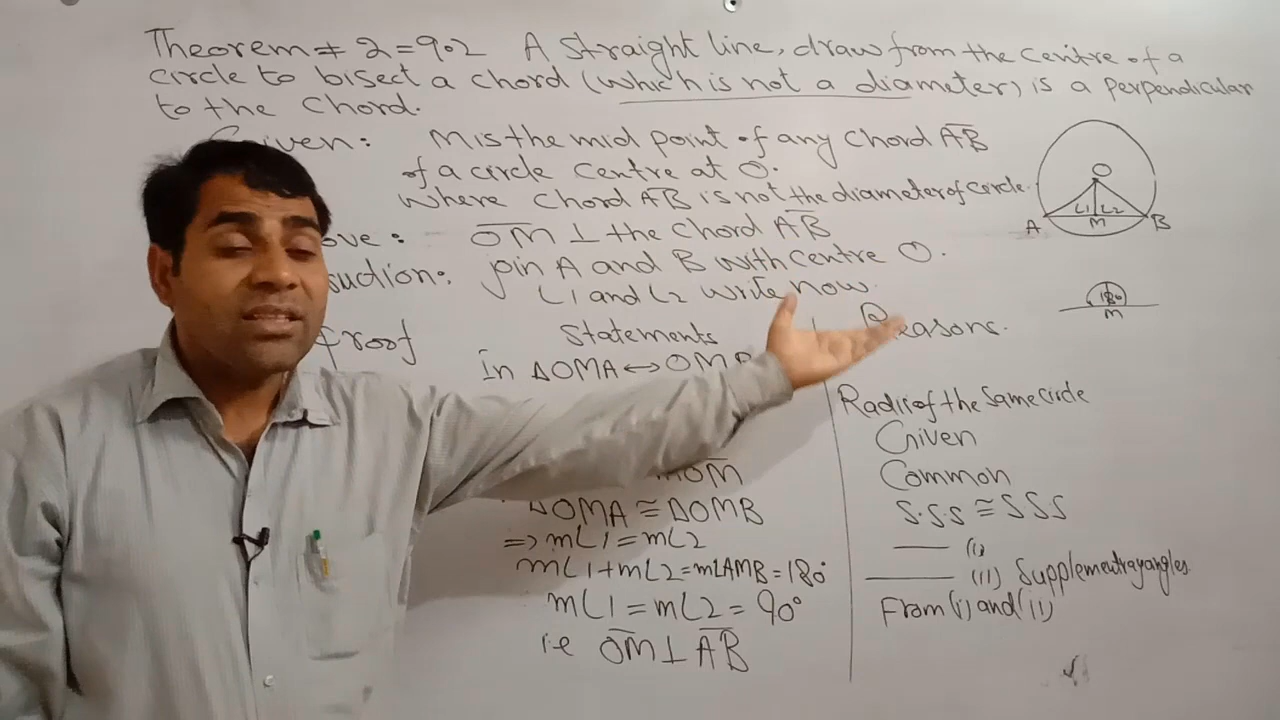 Theorem # 2 = 9.2 A straight line, draw from the centre of a
circle to bisect a chord (which is not a diameter) is a perpendicular
to the chord.
Given: M is the mid point of any chord AB
of a circle centre at O.
where chord AB is not the diameter of circle.
ove: OM ⊥ the chord AB
suction: join A and B with centre O.
∠1 and ∠2 write now.
Proof Statements Reasons.
In ΔOMA ↔ OMB
Radii of the same circle
Given
OM Common
ΔOMA ≅ ΔOMB S.S.S ≅ SSS
=> m∠1 = m∠2 (i)
m∠1 + m∠2 = m∠AMB = 180° (ii) Supplementrayangles
m∠1 = m∠2 = 90° From (i) and (ii)
i.e OM ⊥ AB
O
∠1 ∠2
A M B
180
M